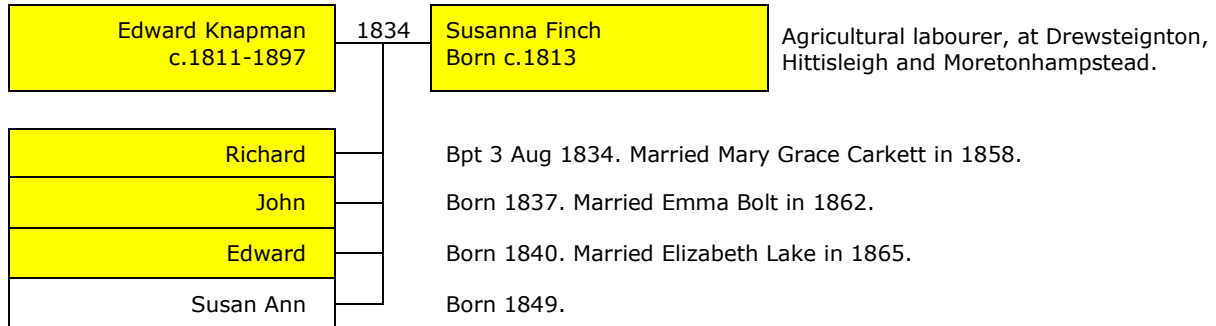 Edward Knapman
c.1811-1897
1834
Susanna Finch
Born c.1813
Agricultural labourer, at Drewsteignton,
Hittisleigh and Moretonhampstead.
Richard
Bpt 3 Aug 1834. Married Mary Grace Carkett in 1858.
John
Born 1837. Married Emma Bolt in 1862.
Edward
Born 1840. Married Elizabeth Lake in 1865.
Susan Ann
Born 1849.